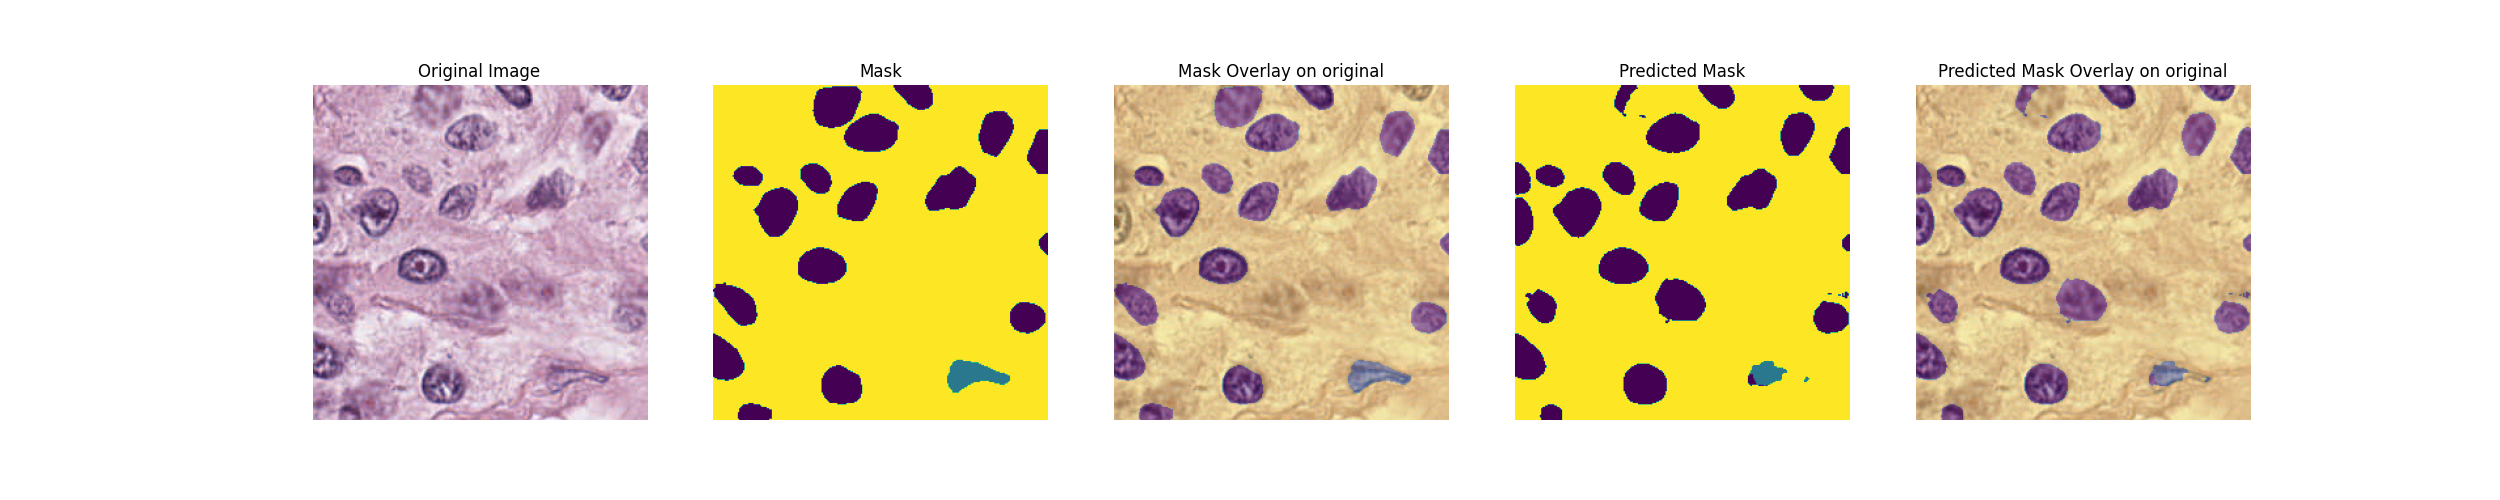 Original Image
Mask
Mask Overlay on original
Predicted Mask
Predicted Mask Overlay on original